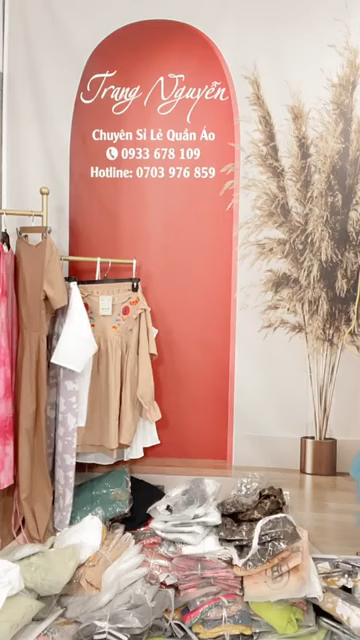 Trang Nguyễn
Chuyên Sỉ Lẻ Quần Áo
0933 678 109
Hotline: 0703 976 859